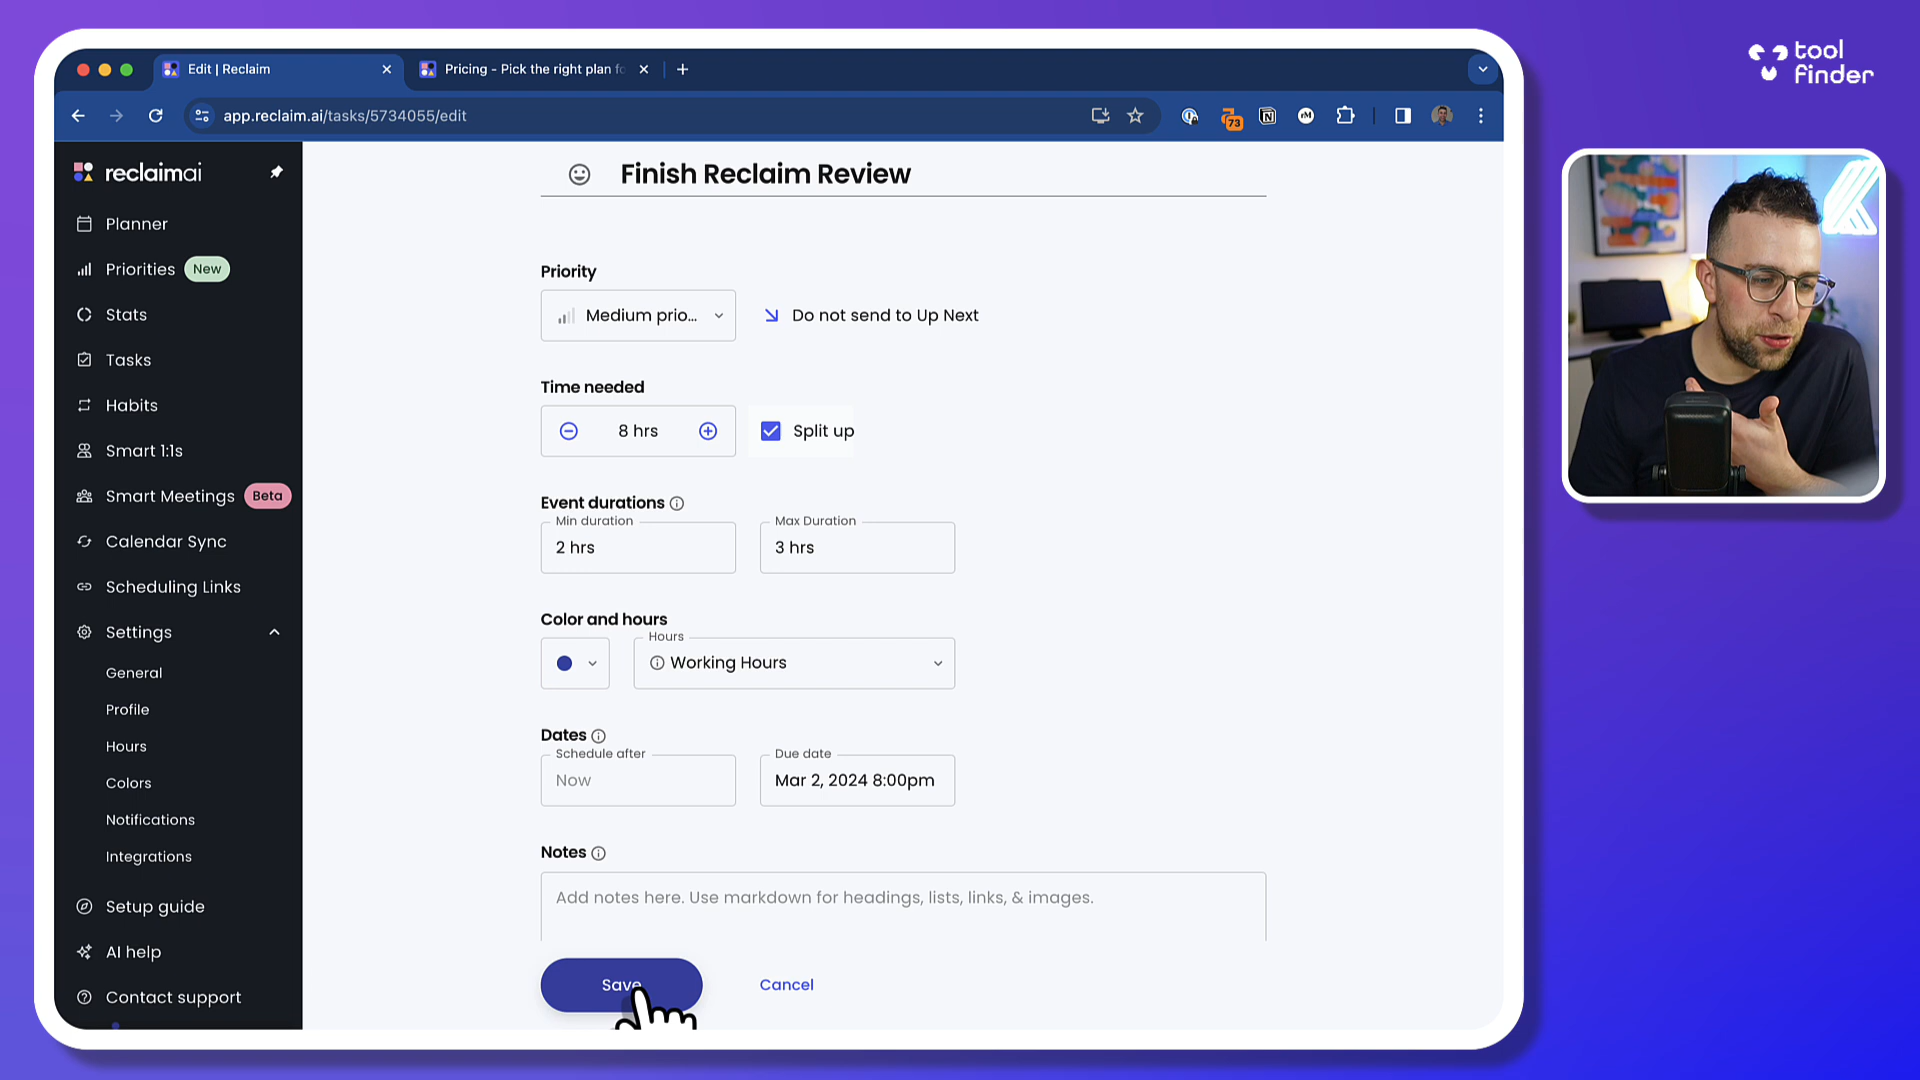 tool
finder
Edit | Reclaim
Pricing - Pick the right plan fo
app.reclaim.ai/tasks/5734055/edit
73
reclaimai
Planner
Priorities New
Stats
Tasks
Habits
Smart 1:1s
Smart Meetings Beta
Calendar Sync
Scheduling Links
Settings
General
Profile
Hours
Colors
Notifications
Integrations
Setup guide
AI help
Contact support
Finish Reclaim Review
Priority
Medium prio...
Do not send to Up Next
Time needed
8 hrs
Split up
Event durations
Min duration
2 hrs
Max Duration
3 hrs
Color and hours
Hours
Working Hours
Dates
Schedule after
Now
Due date
Mar 2, 2024 8:00pm
Notes
Add notes here. Use markdown for headings, lists, links, & images.
Save
Cancel